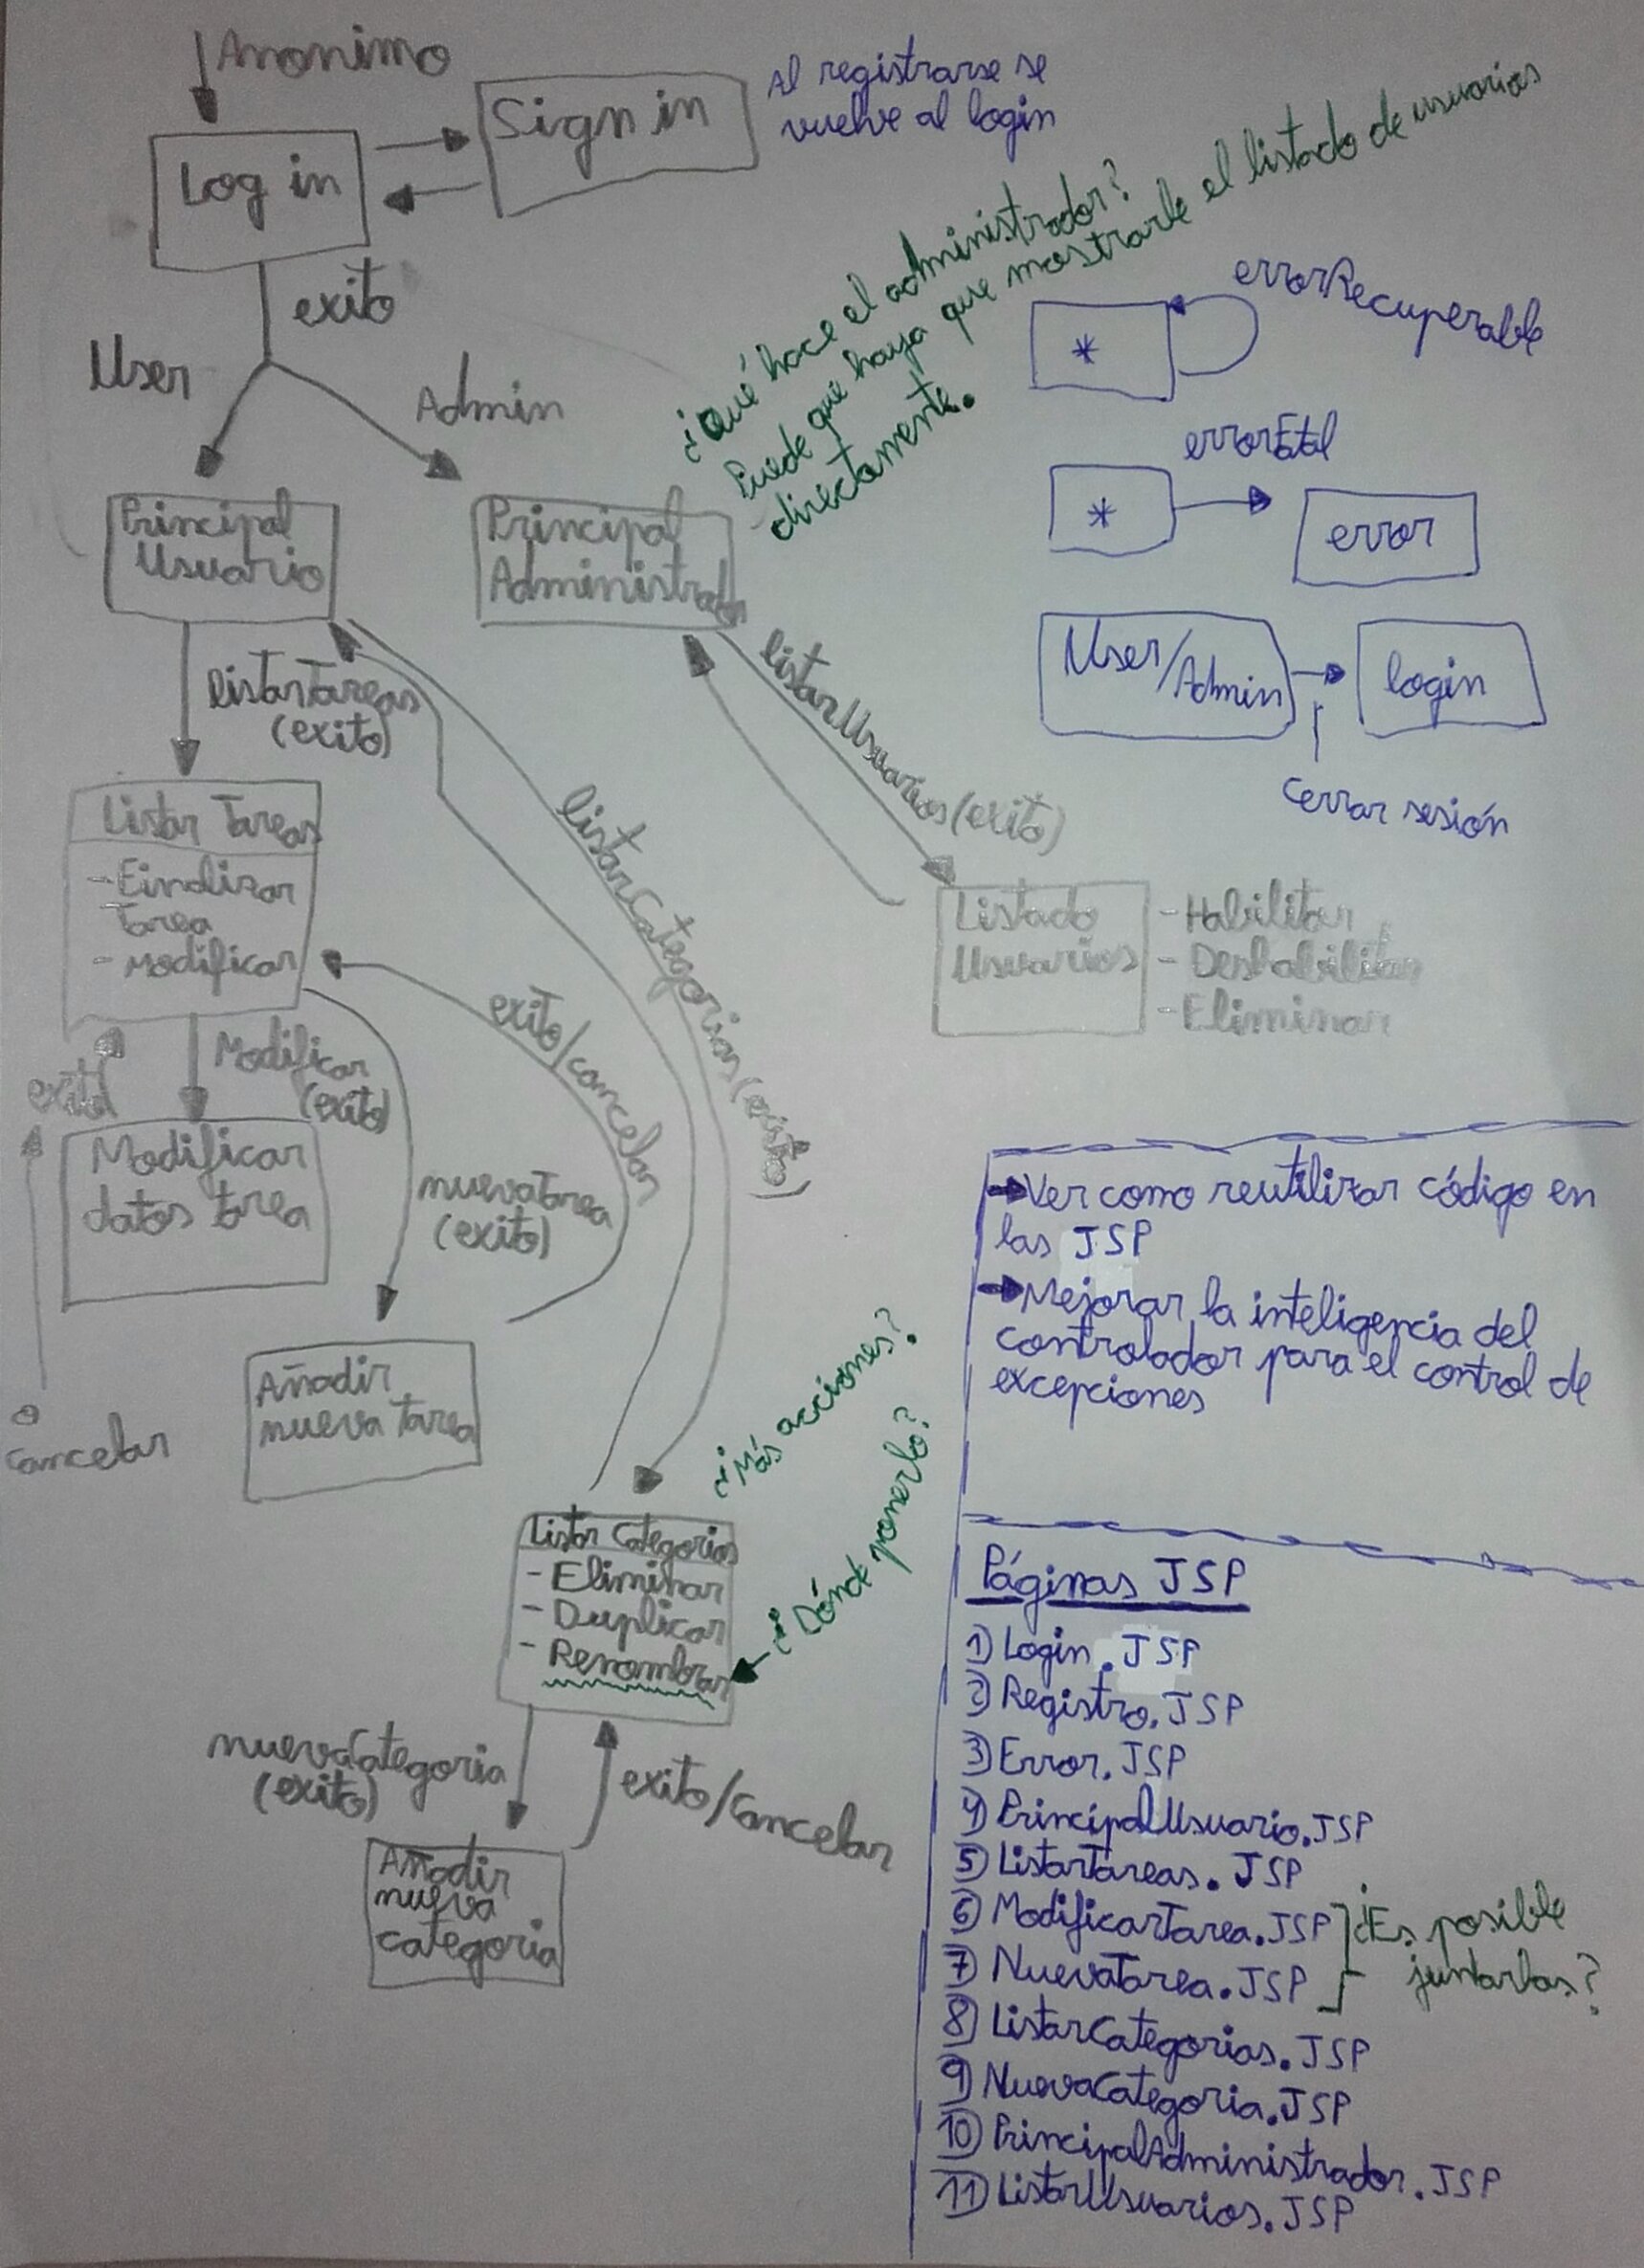 Anonimo
Log in
Sign in
Al registrarse se
vuelve al login
exito
User
Admin
Principal
Usuario
Principal
Administrador
¿Qué hace el administrador?
Puede que haya que mostrarle el listado de usuarios
directamente.
errorRecuperable
*
errorFatal
*
error
User/Admin
login
cerrar sesión
listarTareas
(exito)
listarUsuarios (exito)
listarCategorias (exito)
Listar Tareas
- Finalizar
Tarea
- Modificar
Listado
Usuarios
- Habilitar
- Deshabilitar
- Eliminar
exito/cancelar
Modificar
(exito)
exito
Modificar
datos tarea
nuevaTarea
(exito)
o
cancelar
Añadir
nueva tarea
¿Más acciones?
¿Dónde ponerlo?
Listar Categorias
- Eliminar
- Duplicar
- Renombrar
nuevaCategoria
(exito)
exito/cancelar
Añadir
nueva
categoria
Ver como reutilizar código en
las JSP
Mejorar la inteligencia del
controlador para el control de
excepciones
Páginas JSP
1) Login.JSP
2) Registro.JSP
3) Error.JSP
4) PrincipalUsuario.JSP
5) ListarTareas.JSP
6) ModificarTarea.JSP
7) NuevaTarea.JSP
¿Es posible
juntarlas?
8) ListarCategorias.JSP
9) NuevaCategoria.JSP
10) PrincipalAdministrador.JSP
11) ListarUsuarios.JSP